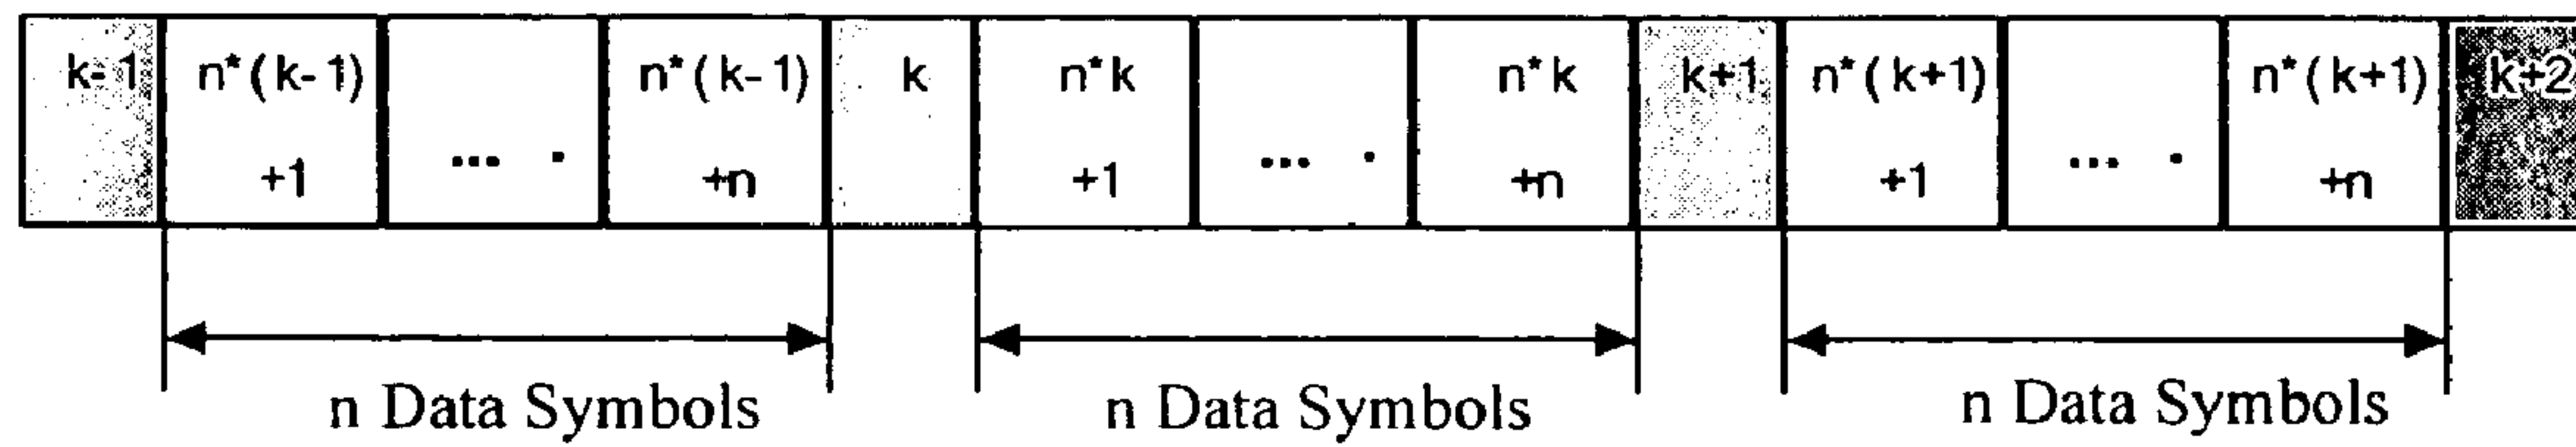 k-1 n*(k-1) n*(k-1) k n*k n*k k+1 n*(k+1) n*(k+1) k+2
+1 ... . +n +1 ... . +n +1 ... . +n
n Data Symbols n Data Symbols n Data Symbols